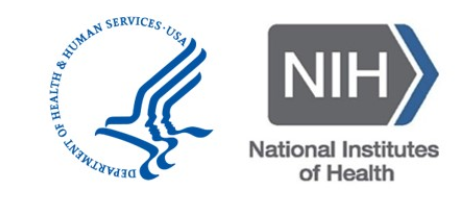 DEPARTMENT OF HEALTH & HUMAN SERVICES · USA
NIH
National Institutes
of Health